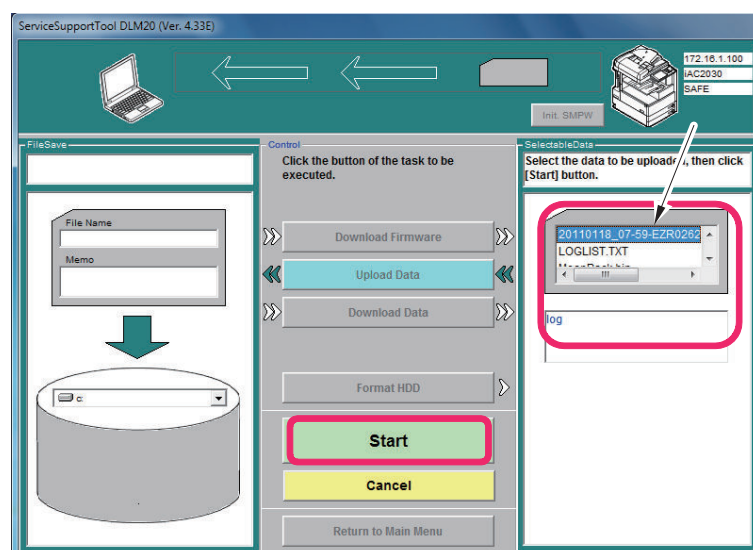 ServiceSupportTool DLM20 (Ver. 4.33E)
172.16.1.100
iAC2030
SAFE
Init. SMPW
FileSave
Control
SelectableData
Click the button of the task to be
executed.
Select the data to be uploaded, then click
[Start] button.
File Name
Memo
Download Firmware
Upload Data
Download Data
20110118_07-59-EZR0262
LOGLIST.TXT
log
c:
Format HDD
Start
Cancel
Return to Main Menu